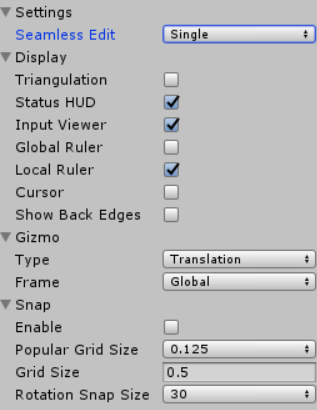 Settings
Seamless Edit Single
Display
Triangulation
Status HUD
Input Viewer
Global Ruler
Local Ruler
Cursor
Show Back Edges
Gizmo
Type Translation
Frame Global
Snap
Enable
Popular Grid Size 0.125
Grid Size 0.5
Rotation Snap Size 30